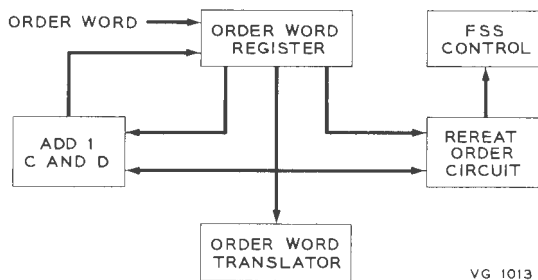 ORDER WORD
ORDER WORD
REGISTER
FSS
CONTROL
ADD 1
C AND D
REREAT
ORDER
CIRCUIT
ORDER WORD
TRANSLATOR
VG 1013